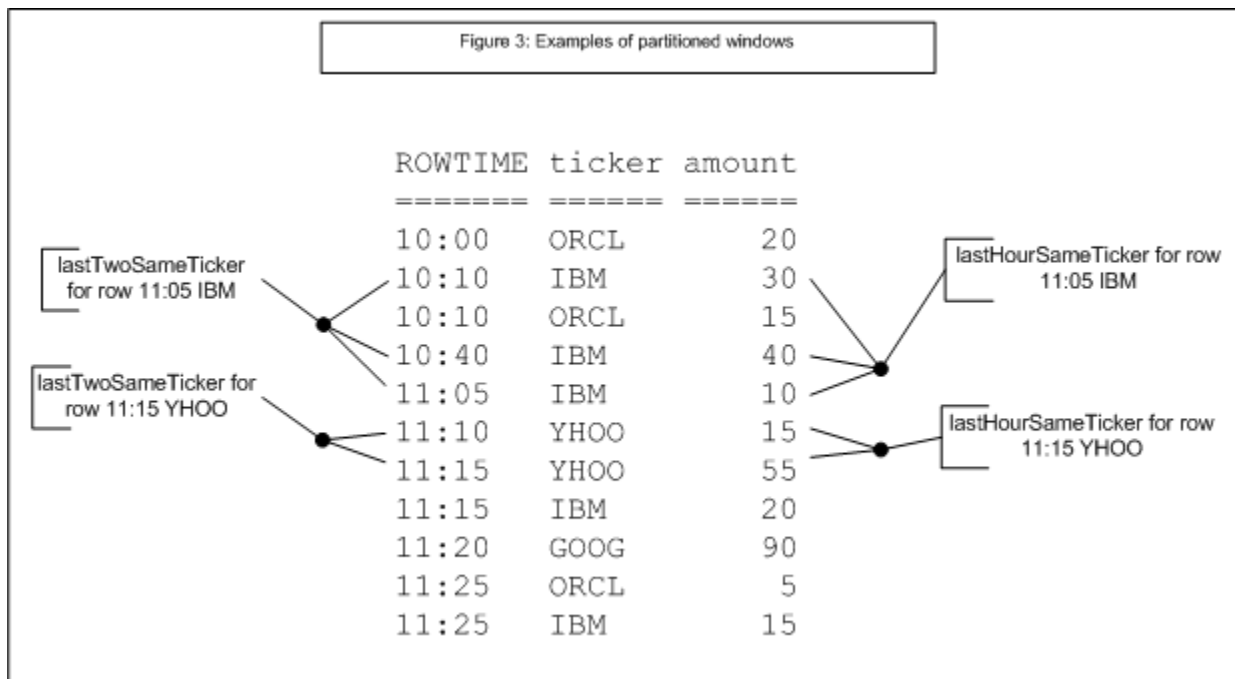 Figure 3: Examples of partitioned windows
ROWTIME ticker amount
======= ====== ======
10:00 ORCL 20
10:10 IBM 30
10:10 ORCL 15
10:40 IBM 40
11:05 IBM 10
11:10 YHOO 15
11:15 YHOO 55
11:15 IBM 20
11:20 GOOG 90
11:25 ORCL 5
11:25 IBM 15
lastTwoSameTicker
for row 11:05 IBM
lastTwoSameTicker for
row 11:15 YHOO
lastHourSameTicker for row
11:05 IBM
lastHourSameTicker for row
11:15 YHOO